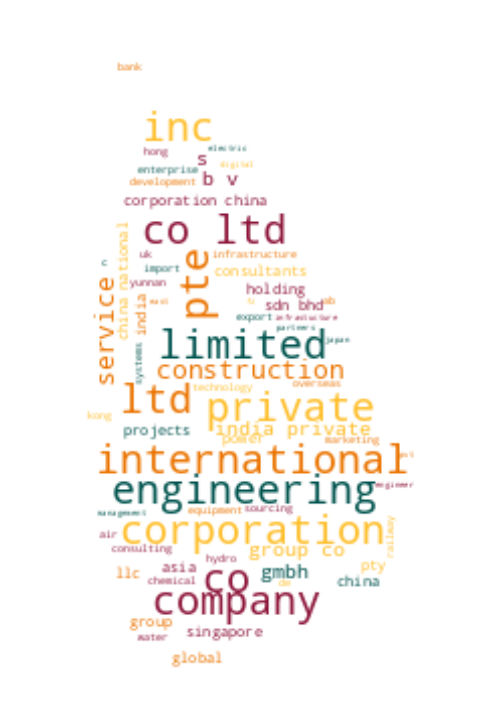 bank
inc
electric
hong
s
digital
enterprise
development
b v
corporation china
co ltd
china national
pte
uk
infrastructure
c
import
consultants
service
yunnan
holding
india
east
sdn bhd
ab
export
infrastucture
partners
limited
japan
systems
construction
technology
overseas
ltd
private
kong
projects
india private
power
marketing
international
engineering
engineer
management
equipment
sourcing
corporation
railway
air
consulting
group co
hydro
asia
pty
llc
chemical
co
gmbh
de
china
company
group
water
singapore
global